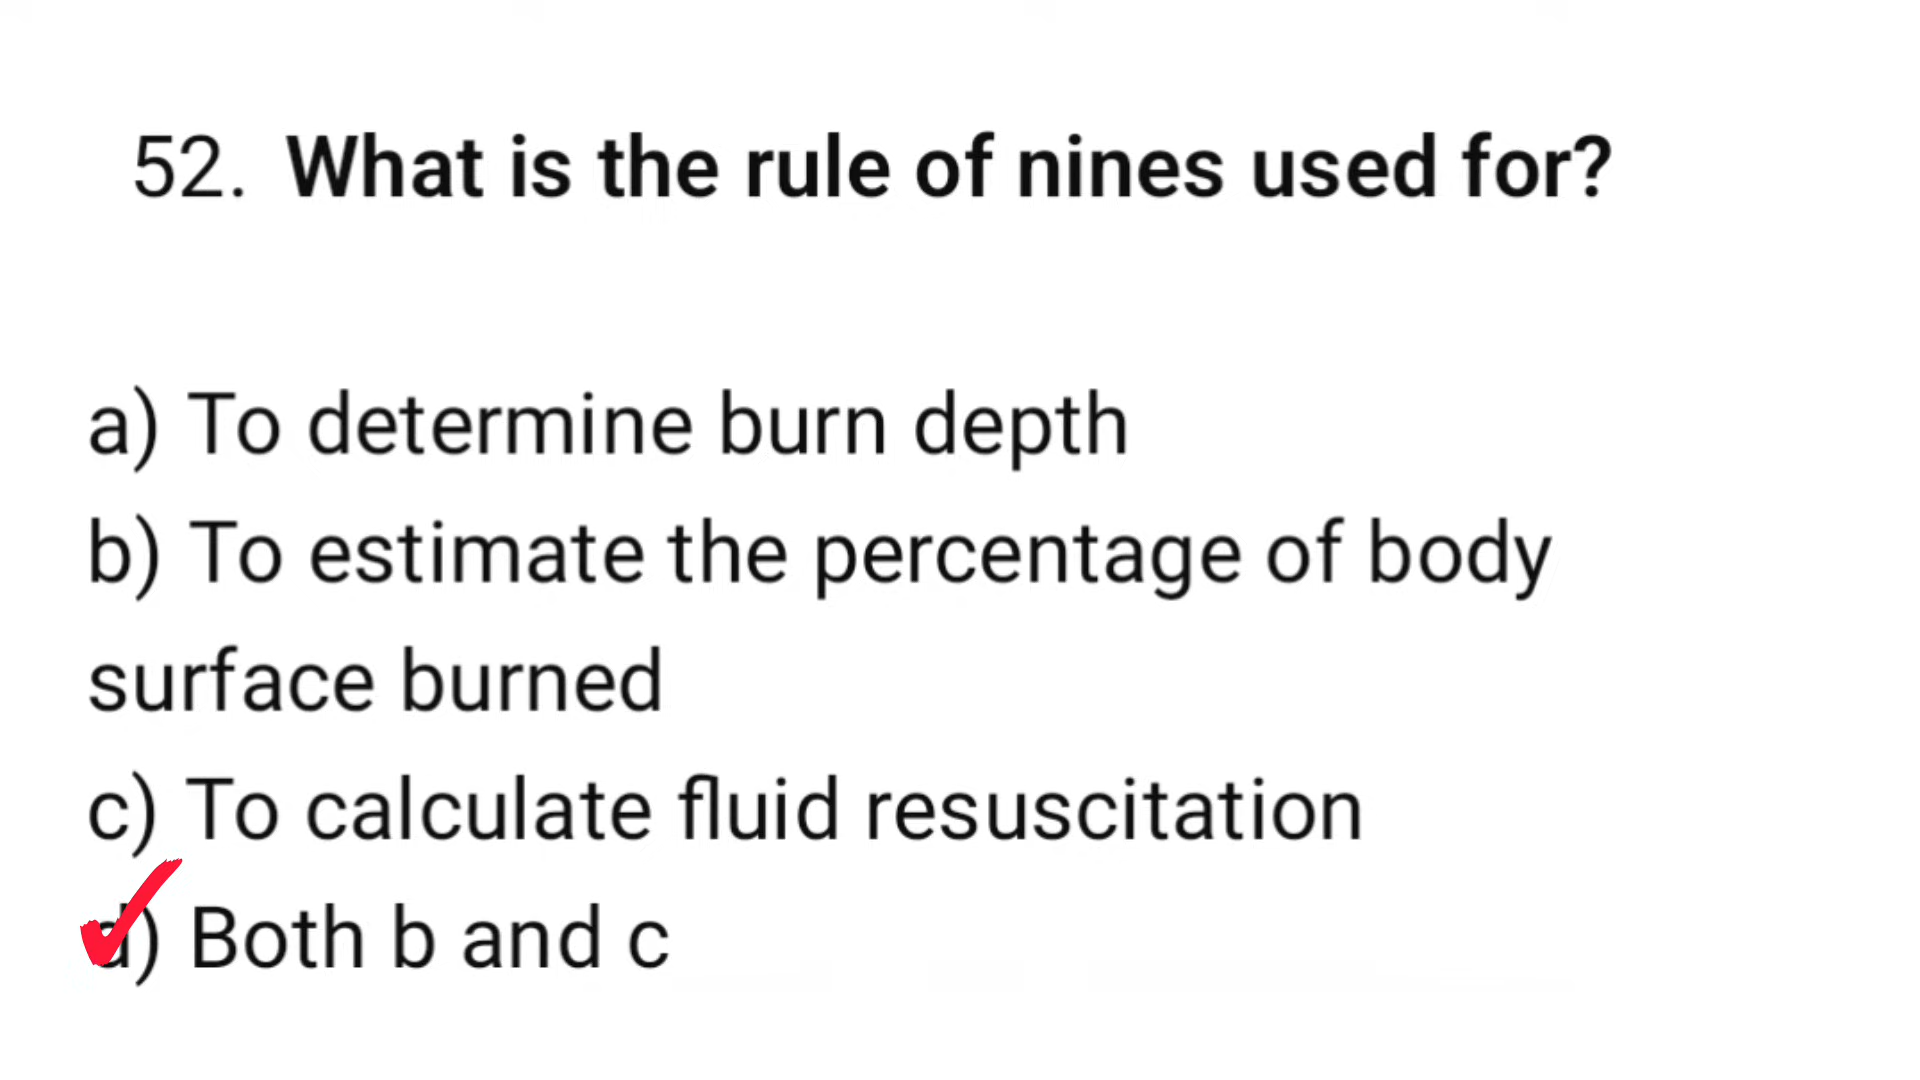 52. What is the rule of nines used for?
a) To determine burn depth
b) To estimate the percentage of body
surface burned
c) To calculate fluid resuscitation
d) Both b and c